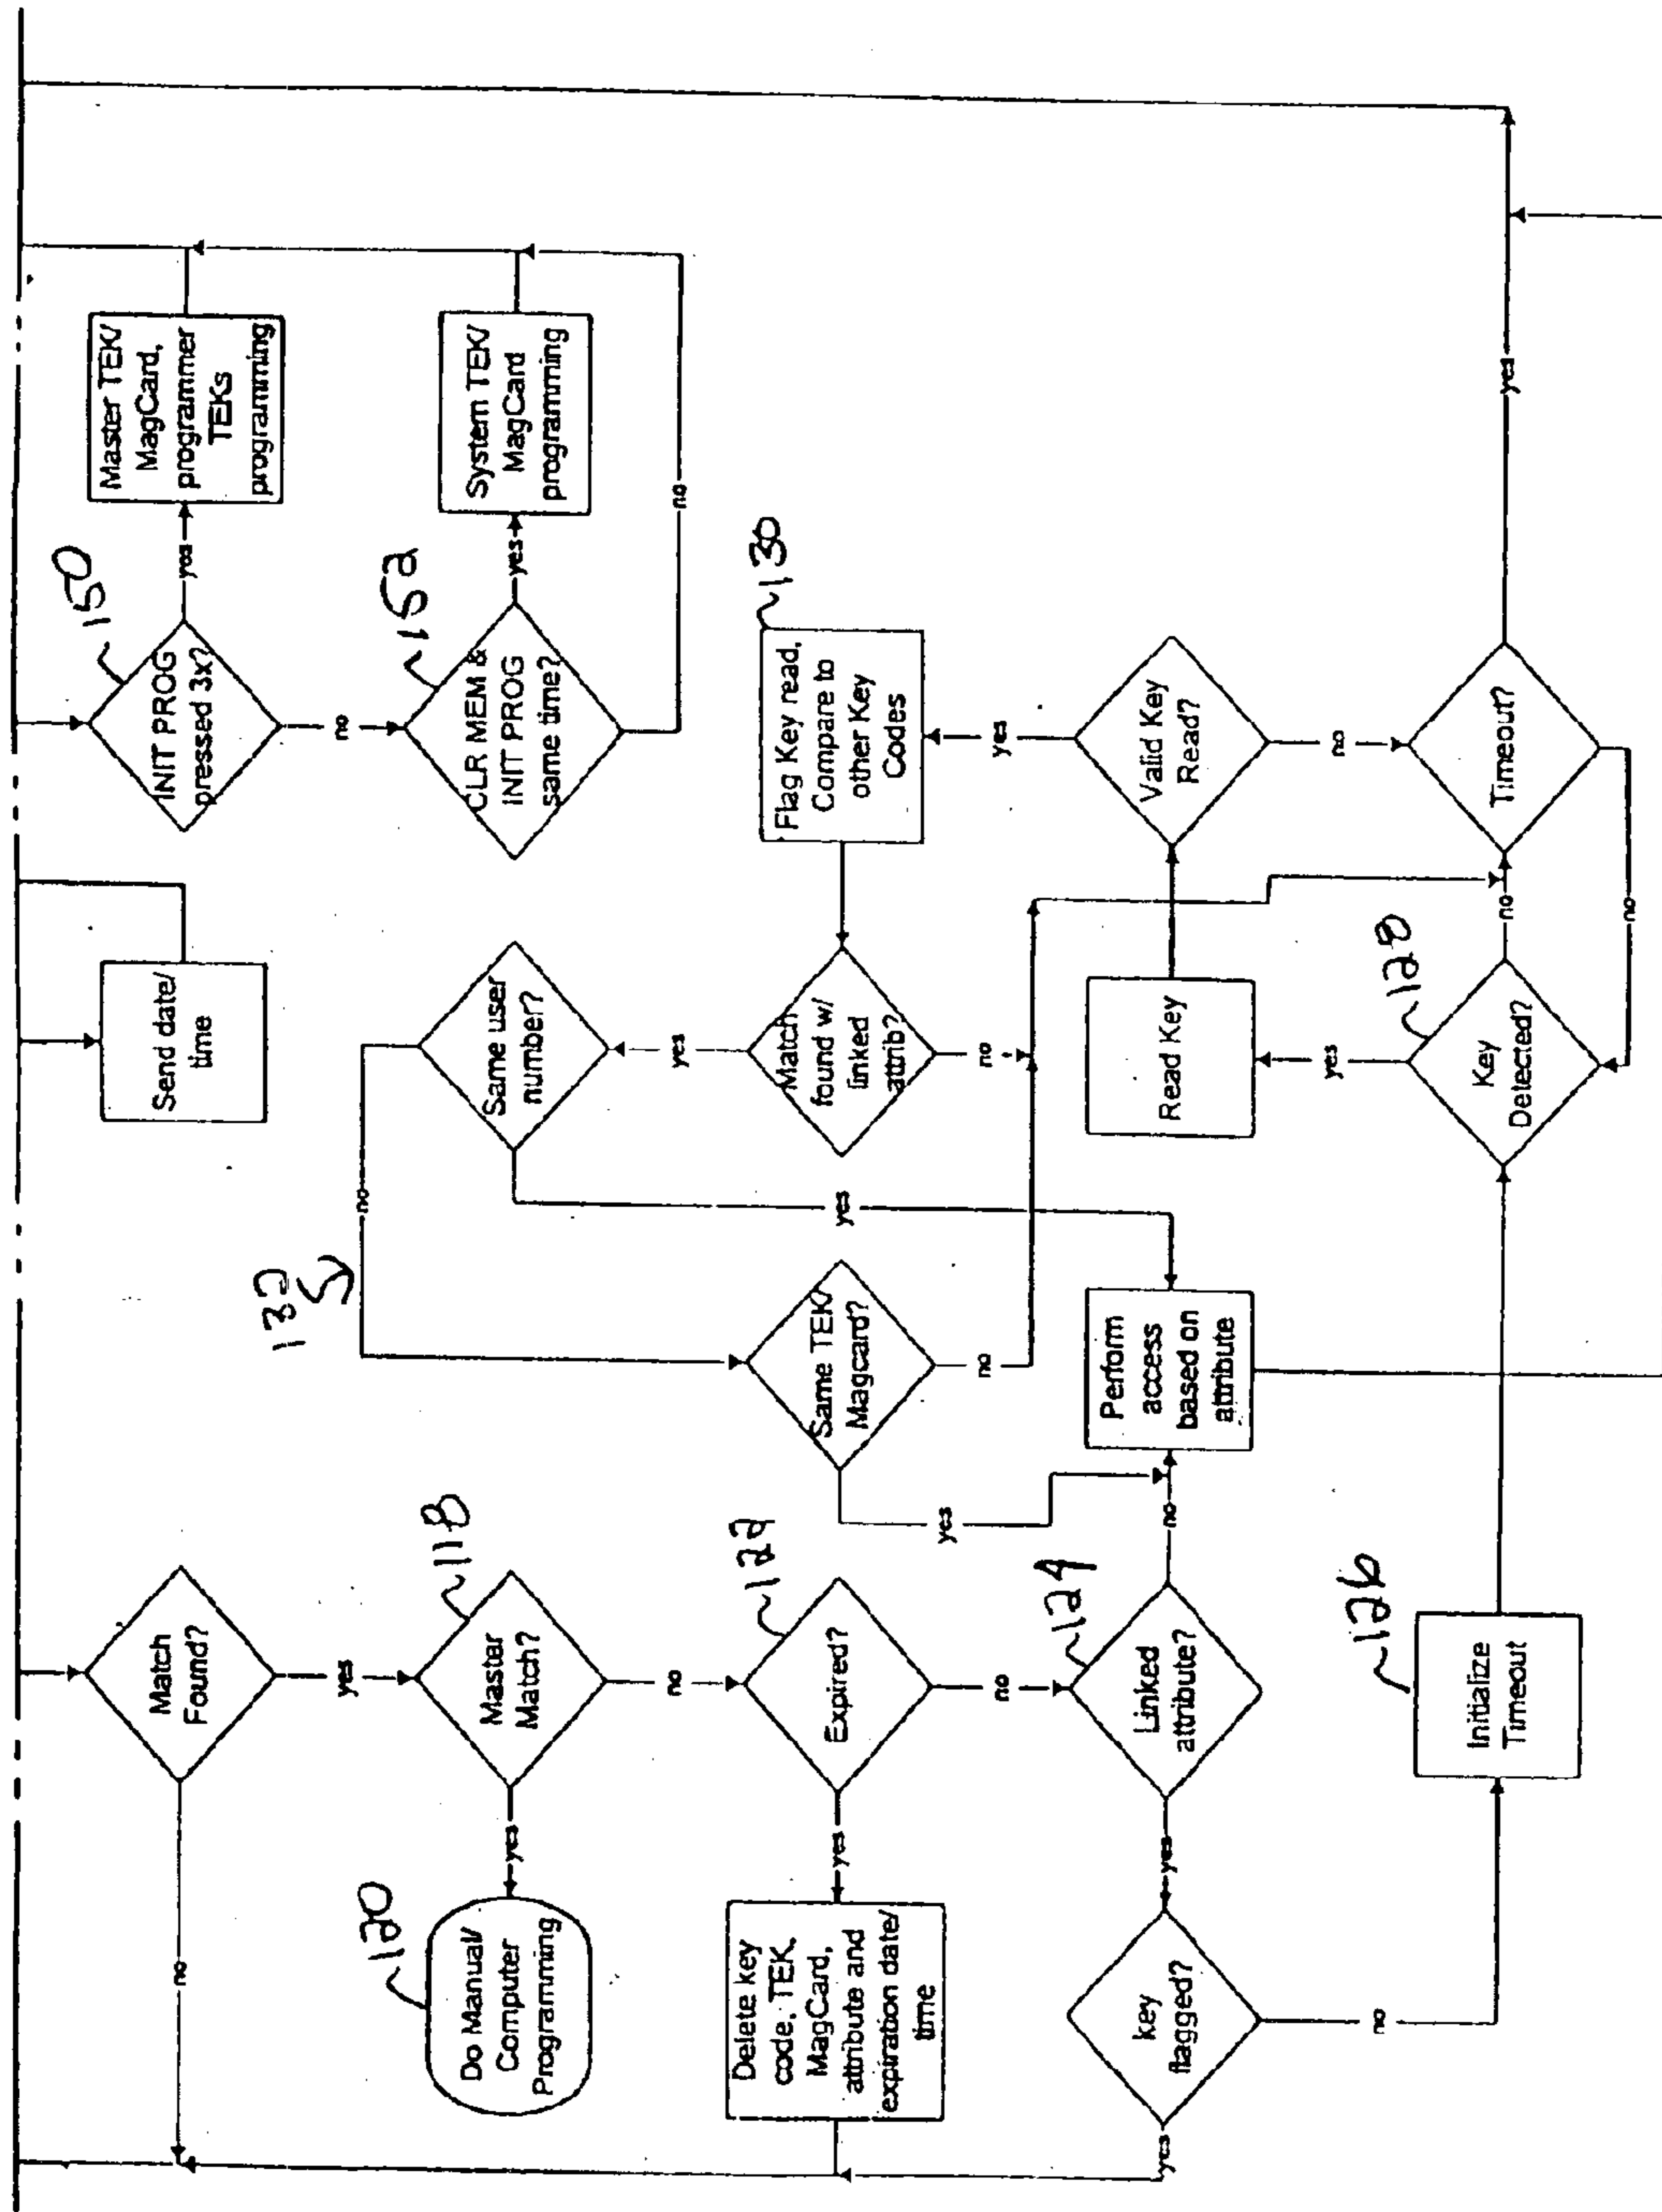 Match
Found?
no
yes
118
Master
Match?
yes
120
Do Manual/
Computer
Programming
no
122
Expired?
yes
Delete key
code, TEK,
MagCard,
attribute and
expiration date/
time
no
124
Linked
attribute?
yes
key
flagged?
yes
no
no
126
Initialize
Timeout
Send date/
time
132
no
Same user
number?
yes
yes
Same TEK/
Magcard?
yes
no
Match
found w/
linked
attrib?
no
Perform
access
based on
attribute
Read Key
yes
128
Key
Detected?
no
no
150
INIT PROG
pressed 3x?
yes
Master TEK/
MagCard,
programmer
TEKs
programming
no
152
CLR MEM &
INIT PROG
same time?
yes
System TEK/
MagCard
programming
no
130
Flag Key read,
Compare to
other Key
Codes
yes
Valid Key
Read?
no
Timeout?
yes